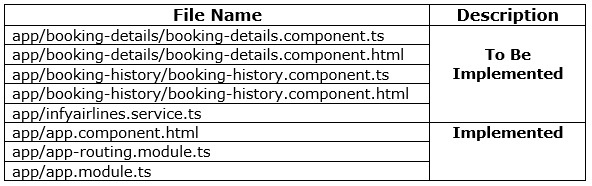 File Name Description
app/booking-details/booking-details.component.ts
app/booking-details/booking-details.component.html
To Be
Implemented
app/booking-history/booking-history.component.ts
app/booking-history/booking-history.component.html
app/infyairlines.service.ts
app/app.component.html
Implemented
app/app-routing.module.ts
app/app.module.ts